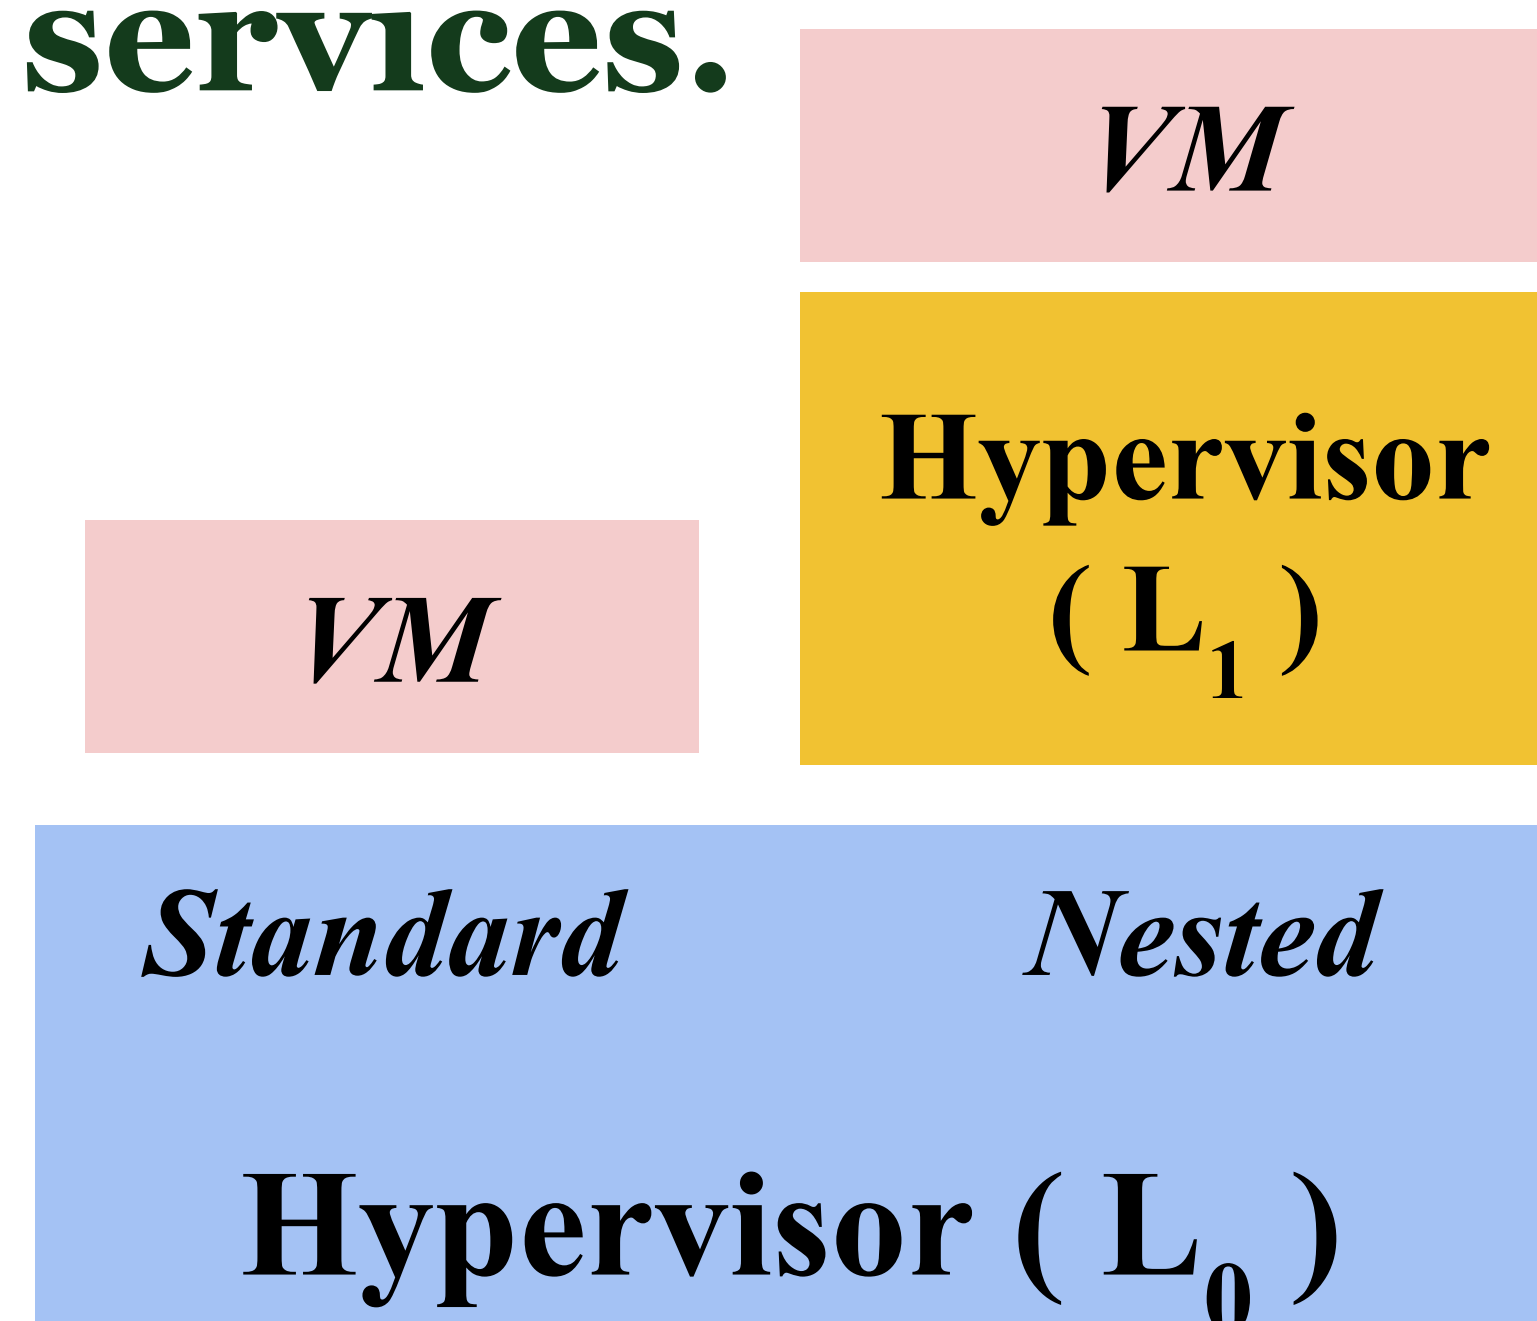 services.
VM
Hypervisor
( L₁ )
VM
Standard
Nested
Hypervisor ( L₀ )